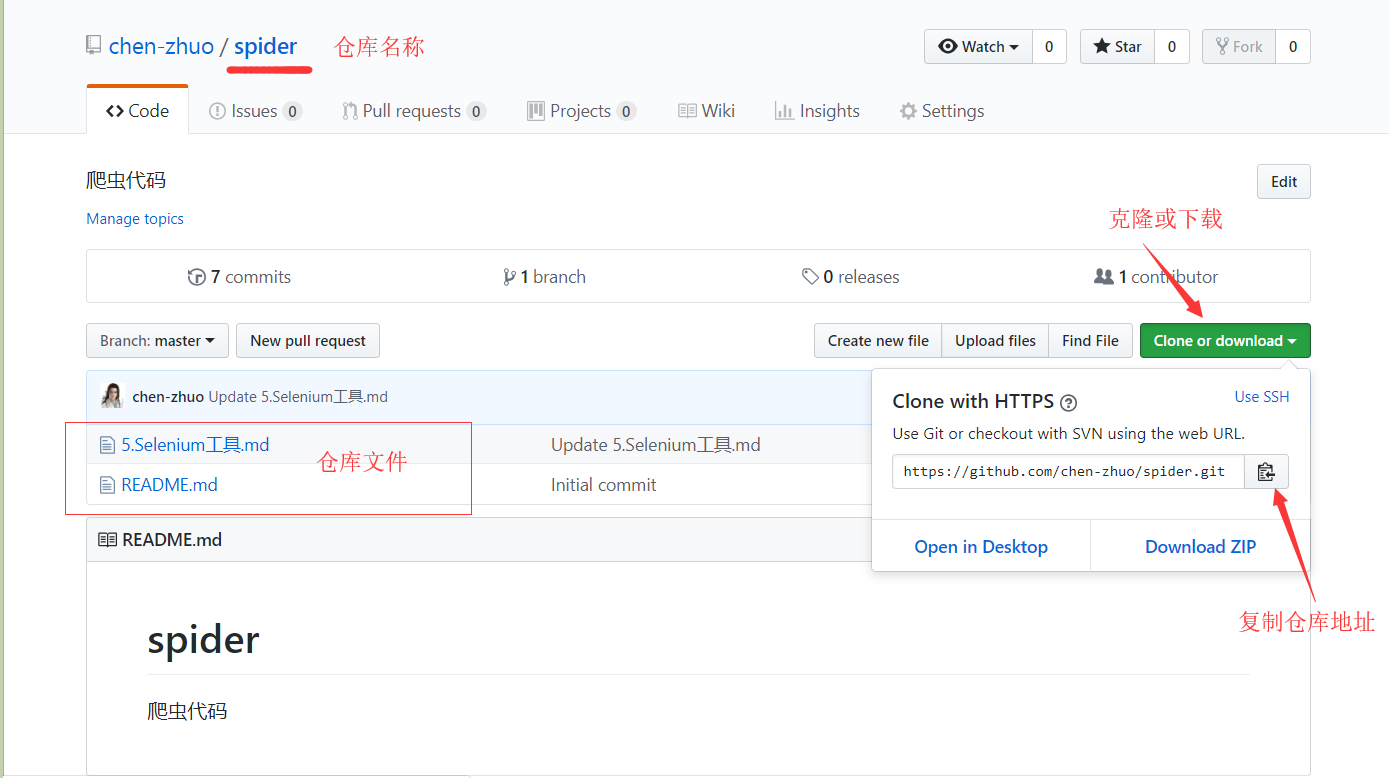 chen-zhuo / spider 仓库名称 Watch 0 Star 0 Fork 0
Code Issues 0 Pull requests 0 Projects 0 Wiki Insights Settings
爬虫代码 Edit
Manage topics
克隆或下载
7 commits 1 branch 0 releases 1 contributor
Branch: master New pull request Create new file Upload files Find File Clone or download
chen-zhuo Update 5.Selenium工具.md
5.Selenium工具.md Update 5.Selenium工具.md
仓库文件
README.md Initial commit
Clone with HTTPS Use SSH
Use Git or checkout with SVN using the web URL.
https://github.com/chen-zhuo/spider.git
Open in Desktop Download ZIP
复制仓库地址
README.md
spider
爬虫代码